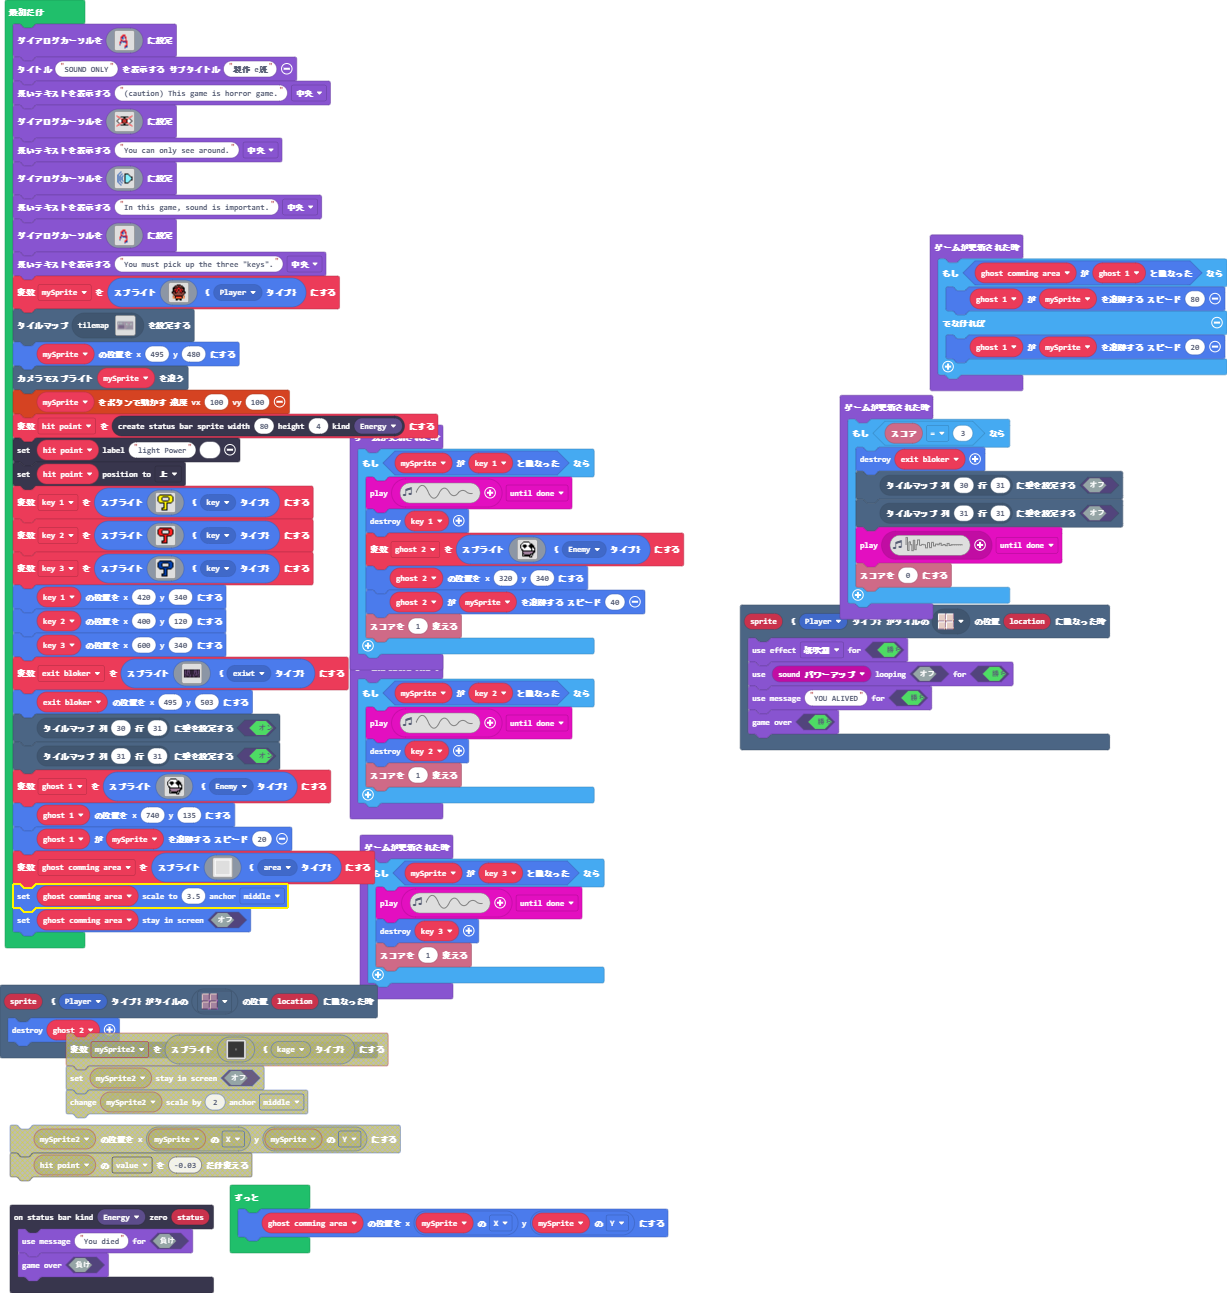 最初だけ
ダイアログカーソルを に設定
タイトル "SOUND ONLY" を表示する サブタイトル "製作 e班"
長いテキストを表示する "(caution) This game is horror game." 中央
ダイアログカーソルを に設定
長いテキストを表示する "You can only see around." 中央
ダイアログカーソルを に設定
長いテキストを表示する "In this game, sound is important." 中央
ダイアログカーソルを に設定
長いテキストを表示する "You must pick up the three "keys"." 中央
変数 mySprite を スプライト ( Player タイプ) にする
タイルマップ tilemap を設定する
mySprite の位置を x 495 y 480 にする
カメラでスプライト mySprite を追う
mySprite をボタンで動かす 速度 vx 100 vy 100
変数 hit point を create status bar sprite width 80 height 4 kind Energy にする
set hit point label "light Power"
set hit point position to 上
変数 key 1 を スプライト ( key タイプ) にする
変数 key 2 を スプライト ( key タイプ) にする
変数 key 3 を スプライト ( key タイプ) にする
key 1 の位置を x 420 y 340 にする
key 2 の位置を x 400 y 120 にする
key 3 の位置を x 600 y 340 にする
変数 exit bloker を スプライト ( exiwt タイプ) にする
exit bloker の位置を x 495 y 503 にする
タイルマップ 列 30 行 31 に壁を設定する オン
タイルマップ 列 31 行 31 に壁を設定する オン
変数 ghost 1 を スプライト ( Enemy タイプ) にする
ghost 1 の位置を x 740 y 135 にする
ghost 1 が mySprite を追跡する スピード 20
変数 ghost comming area を スプライト ( area タイプ) にする
set ghost comming area scale to 3.5 anchor middle
set ghost comming area stay in screen オフ
ゲームが更新された時
もし mySprite が key 1 と重なった なら
play until done
destroy key 1
変数 ghost 2 を スプライト ( Enemy タイプ) にする
ghost 2 の位置を x 320 y 340 にする
ghost 2 が mySprite を追跡する スピード 40
スコアを 1 変える
もし mySprite が key 2 と重なった なら
play until done
destroy key 2
スコアを 1 変える
ゲームが更新された時
もし mySprite が key 3 と重なった なら
play until done
destroy key 3
スコアを 1 変える
ゲームが更新された時
もし ghost comming area が ghost 1 と重なった なら
ghost 1 が mySprite を追跡する スピード 80
でなければ
ghost 1 が mySprite を追跡する スピード 20
ゲームが更新された時
もし スコア = 3 なら
destroy exit bloker
タイルマップ 列 30 行 31 に壁を設定する オフ
タイルマップ 列 31 行 31 に壁を設定する オフ
play until done
スコアを 0 にする
sprite ( Player タイプ) がタイルの の位置 location に重なった時
use effect 紙吹雪 for 勝ち
use sound パワーアップ looping オフ for 勝ち
use message "YOU ALIVED" for 勝ち
game over 勝ち
sprite ( Player タイプ) がタイルの の位置 location に重なった時
destroy ghost 2
変数 mySprite2 を スプライト ( kage タイプ) にする
set mySprite2 stay in screen オフ
change mySprite2 scale by 2 anchor middle
mySprite2 の位置を x mySprite の X y mySprite の Y にする
hit point の value を -0.03 だけ変える
on status bar kind Energy zero status
use message "You died" for 負け
game over 負け
ずっと
ghost comming area の位置を x mySprite の X y mySprite の Y にする